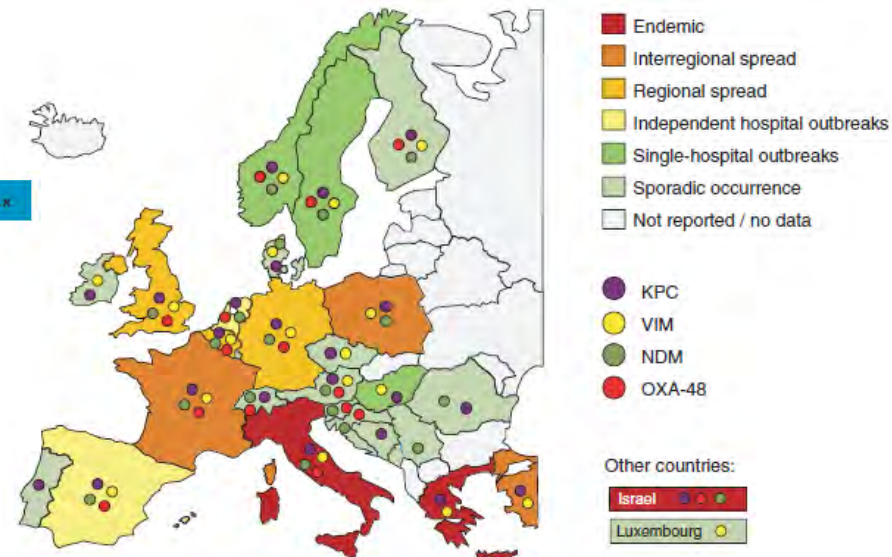 x
Endemic
Interregional spread
Regional spread
Independent hospital outbreaks
Single-hospital outbreaks
Sporadic occurrence
Not reported / no data
KPC
VIM
NDM
OXA-48
Other countries:
Israel
Luxembourg